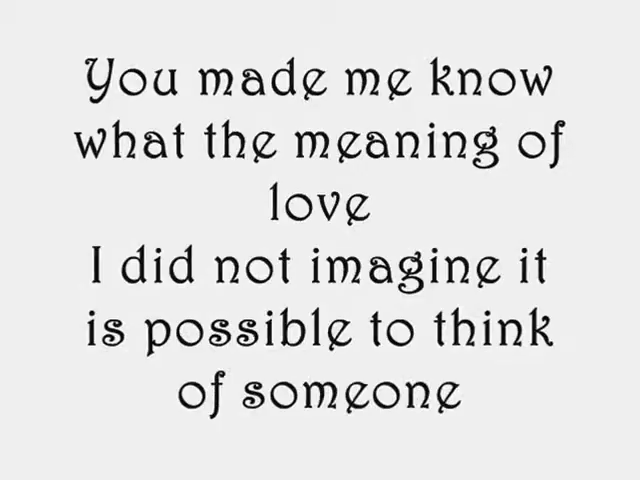 You made me know
what the meaning of
love
I did not imagine it
is possible to think
of someone